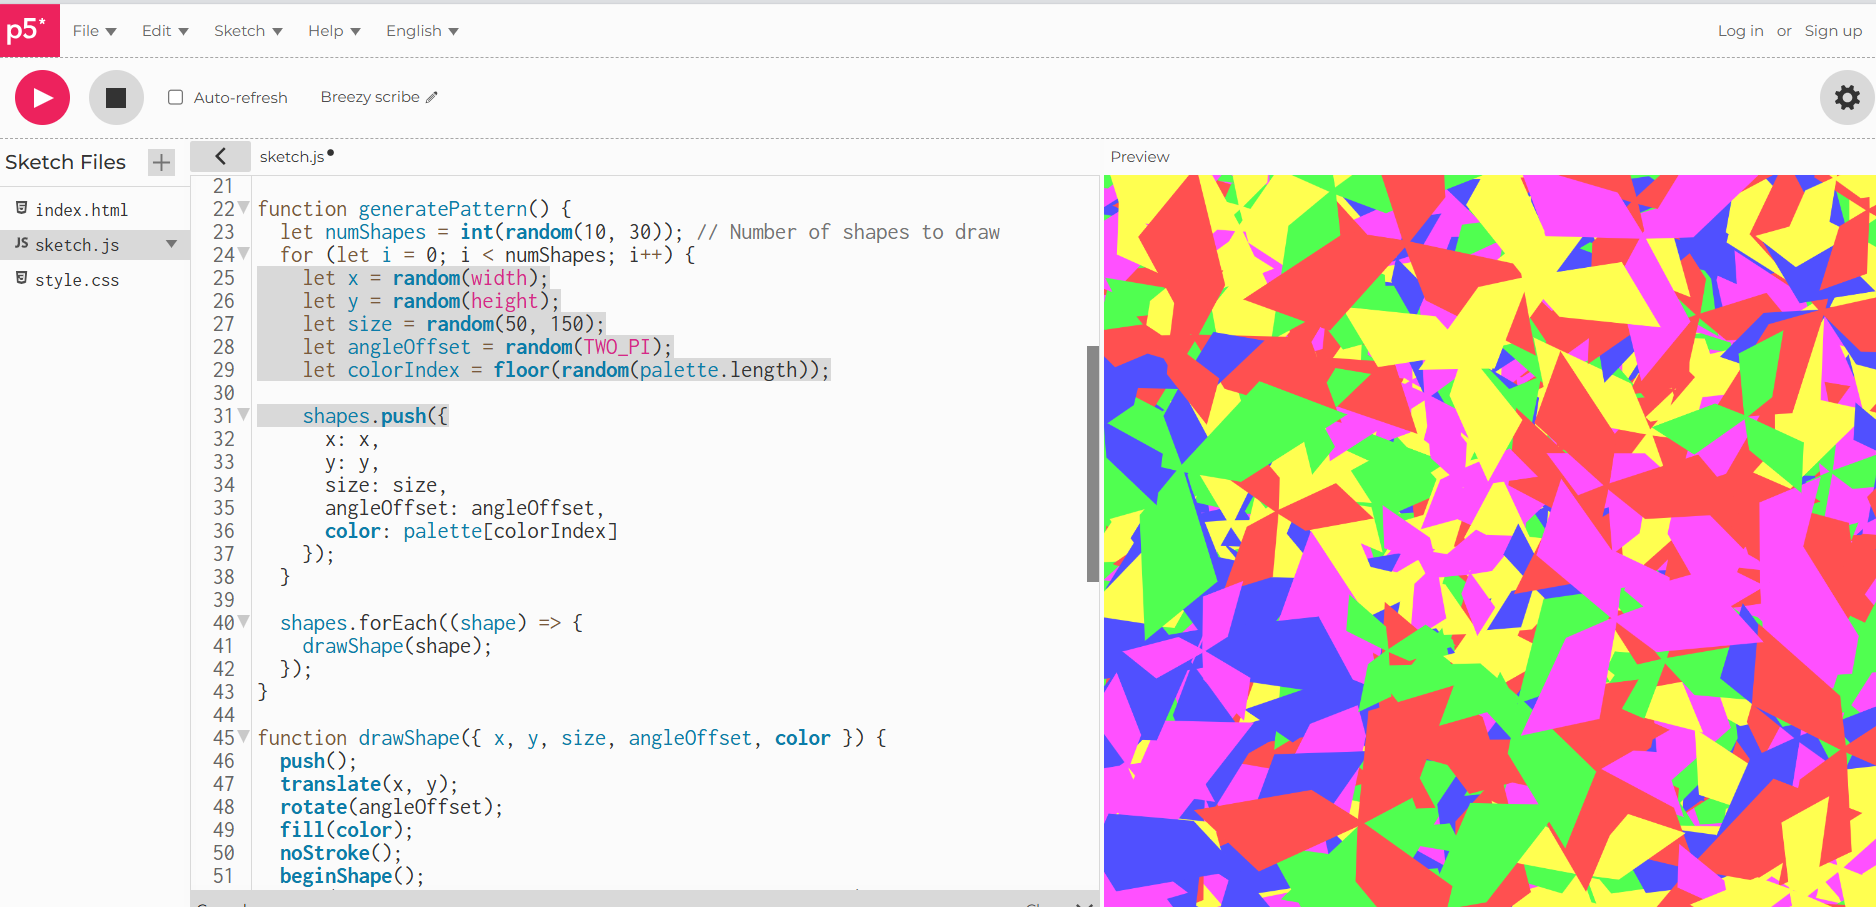 p5*
File
Edit
Sketch
Help
English
Log in or Sign up
Auto-refresh
Breezy scribe
Sketch Files
index.html
sketch.js
style.css
sketch.js
Preview
21
22 function generatePattern() {
23 let numShapes = int(random(10, 30)); // Number of shapes to draw
24 for (let i = 0; i < numShapes; i++) {
25 let x = random(width);
26 let y = random(height);
27 let size = random(50, 150);
28 let angleOffset = random(TWO_PI);
29 let colorIndex = floor(random(palette.length));
30
31 shapes.push({
32 x: x,
33 y: y,
34 size: size,
35 angleOffset: angleOffset,
36 color: palette[colorIndex]
37 });
38 }
39
40 shapes.forEach((shape) => {
41 drawShape(shape);
42 });
43 }
44
45 function drawShape({ x, y, size, angleOffset, color }) {
46 push();
47 translate(x, y);
48 rotate(angleOffset);
49 fill(color);
50 noStroke();
51 beginShape();